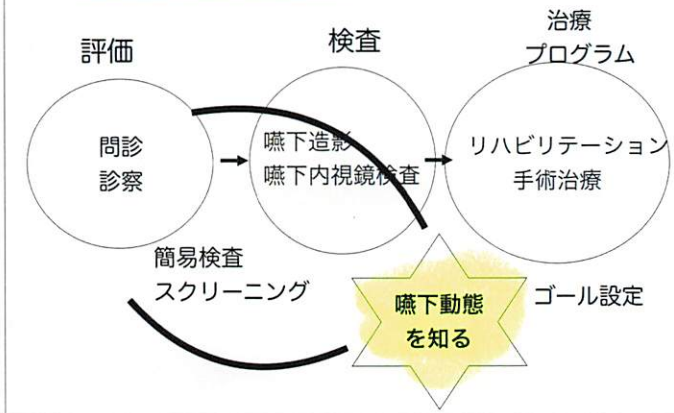 評価
検査
治療
プログラム
問診
診察
嚥下造影
嚥下内視鏡検査
リハビリテーション
手術治療
簡易検査
スクリーニング
嚥下動態
を知る
ゴール設定